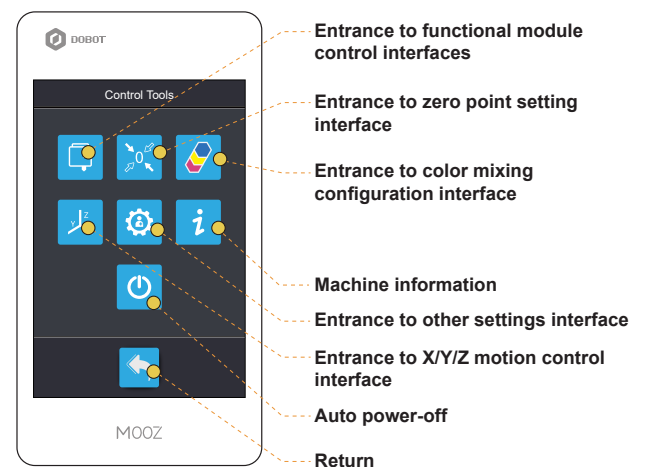 DOBOT
Control Tools
0
Y
Z
i
MOOZ
Entrance to functional module
control interfaces
Entrance to zero point setting
interface
Entrance to color mixing
configuration interface
Machine information
Entrance to other settings interface
Entrance to X/Y/Z motion control
interface
Auto power-off
Return